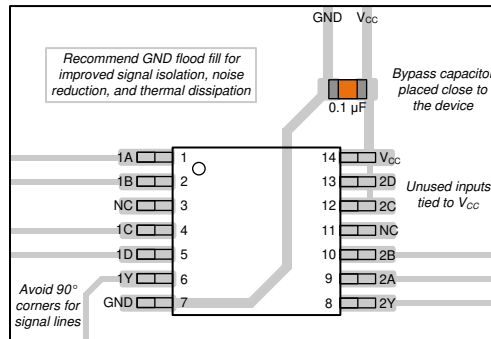 GND VCC
Recommend GND flood fill for
improved signal isolation, noise
reduction, and thermal dissipation
Bypass capacitor
placed close to
the device
0.1 µF
1A 1 14 VCC
1B 2 13 2D
NC 3 12 2C
1C 4 11 NC
1D 5 10 2B
1Y 6 9 2A
GND 7 8 2Y
Unused inputs
tied to VCC
Avoid 90°
corners for
signal lines